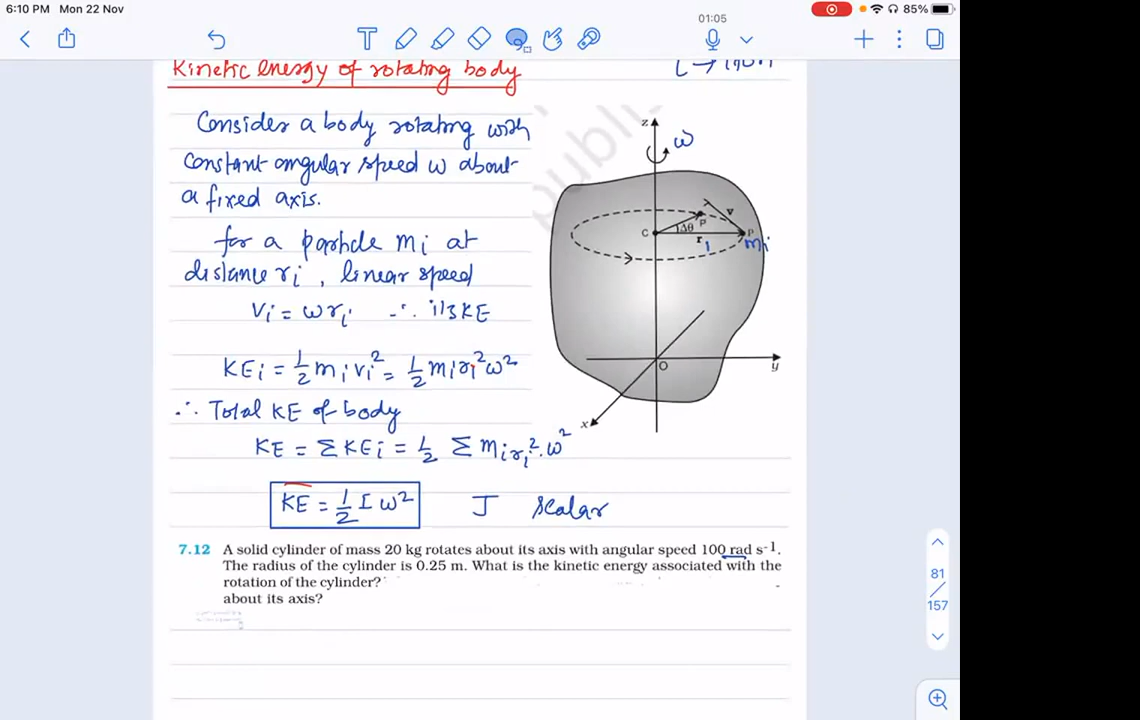 6:10 PM Mon 22 Nov
85%
01:05
Kinetic energy of rotating body
Consider a body rotating with
constant angular speed ω about
a fixed axis.
for a particle mi at
distance ri, linear speed
Vi = ωri ∴ its KE
KEi = 1/2 mi vi² = 1/2 mi ri² ω²
∴ Total KE of body
KE = Σ KEi = 1/2 Σ mi ri². ω²
KE = 1/2 I ω² J scalar
z
ω
C
Δθ
P'
v
P
r i
mi
O
y
x
publi
7.12 A solid cylinder of mass 20 kg rotates about its axis with angular speed 100 rad s-1.
The radius of the cylinder is 0.25 m. What is the kinetic energy associated with the
rotation of the cylinder?
about its axis?
81
157